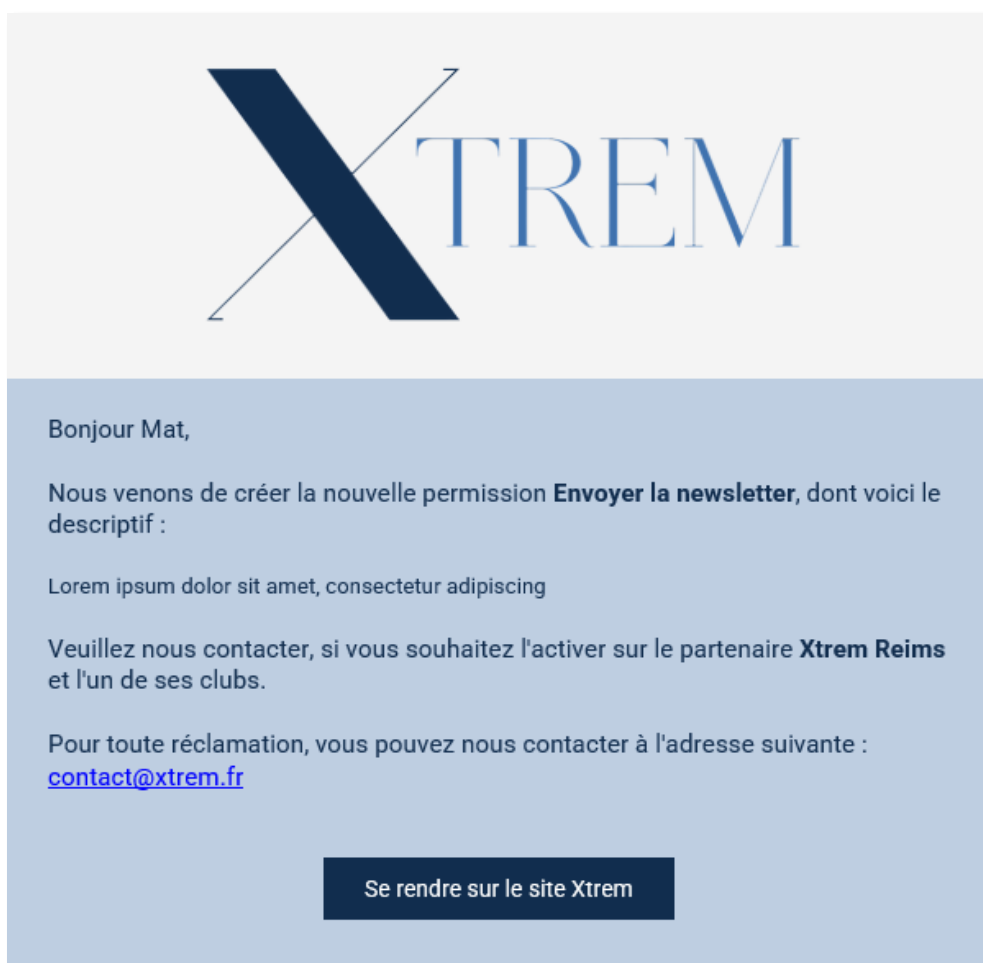 XTREM
Bonjour Mat,
Nous venons de créer la nouvelle permission Envoyer la newsletter, dont voici le
descriptif :
Lorem ipsum dolor sit amet, consectetur adipiscing
Veuillez nous contacter, si vous souhaitez l'activer sur le partenaire Xtrem Reims
et l'un de ses clubs.
Pour toute réclamation, vous pouvez nous contacter à l'adresse suivante :
contact@xtrem.fr
Se rendre sur le site Xtrem